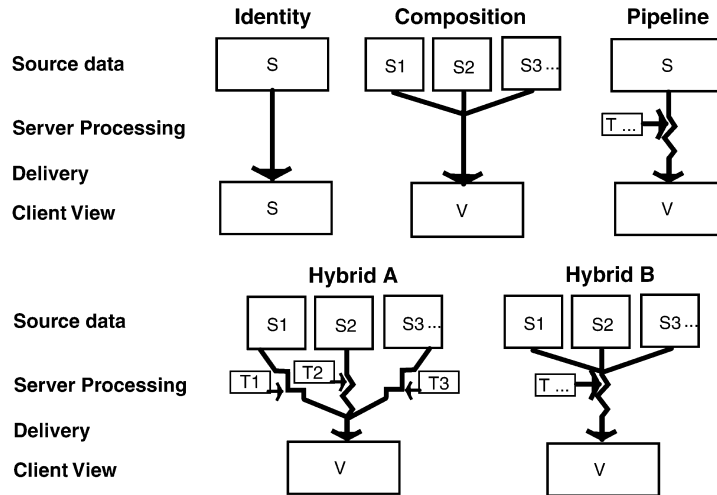 Identity Composition Pipeline
Source data S S1 S2 S3 ... S
Server Processing T ...
Delivery
Client View S V V
Hybrid A Hybrid B
Source data S1 S2 S3 ... S1 S2 S3 ...
Server Processing T1 T2 T3 T ...
Delivery
Client View V V